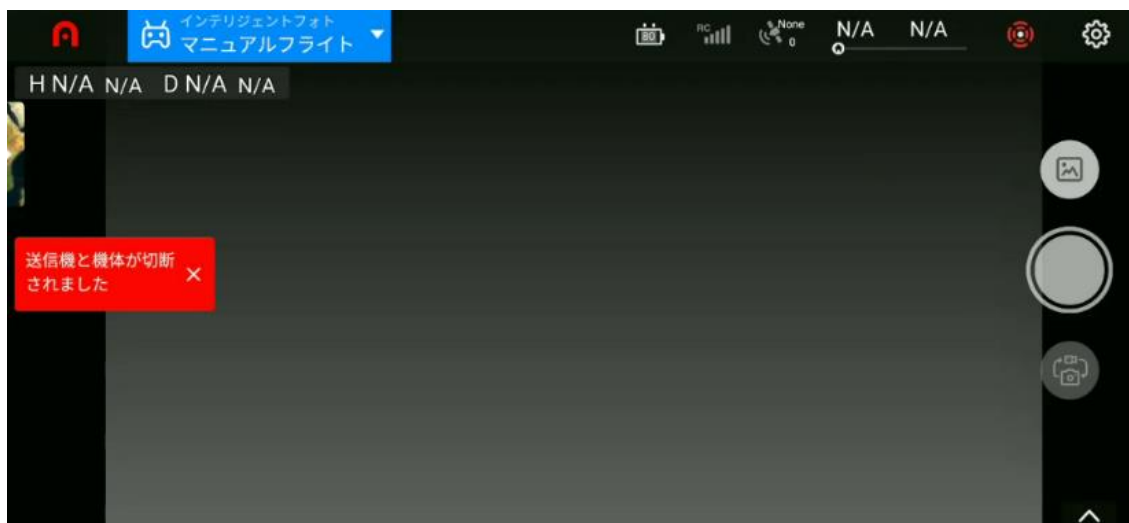 インテリジェントフォト
マニュアルフライト
80
RC
None
0
N/A
N/A
H N/A N/A D N/A N/A
送信機と機体が切断
されました